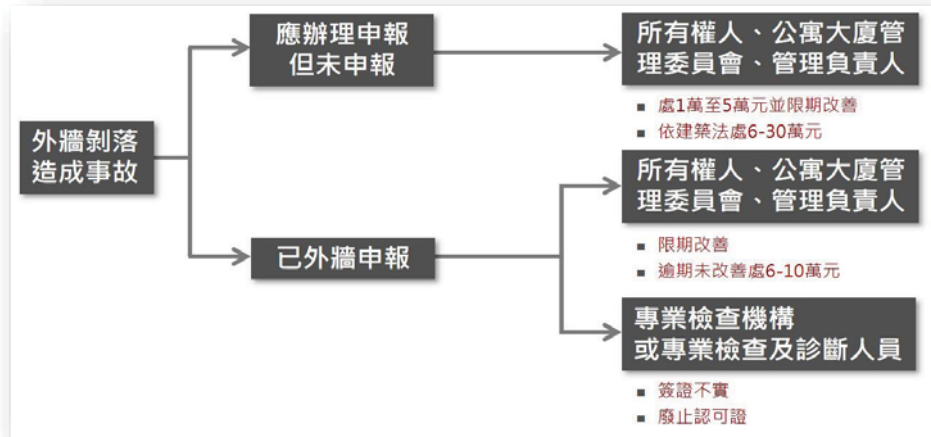 外牆剝落
造成事故
應辦理申報
但未申報
所有權人、公寓大廈管
理委員會、管理負責人
處1萬至5萬元並限期改善
依建築法處6-30萬元
已外牆申報
所有權人、公寓大廈管
理委員會、管理負責人
限期改善
逾期未改善處6-10萬元
專業檢查機構
或專業檢查及診斷人員
簽證不實
廢止認可證